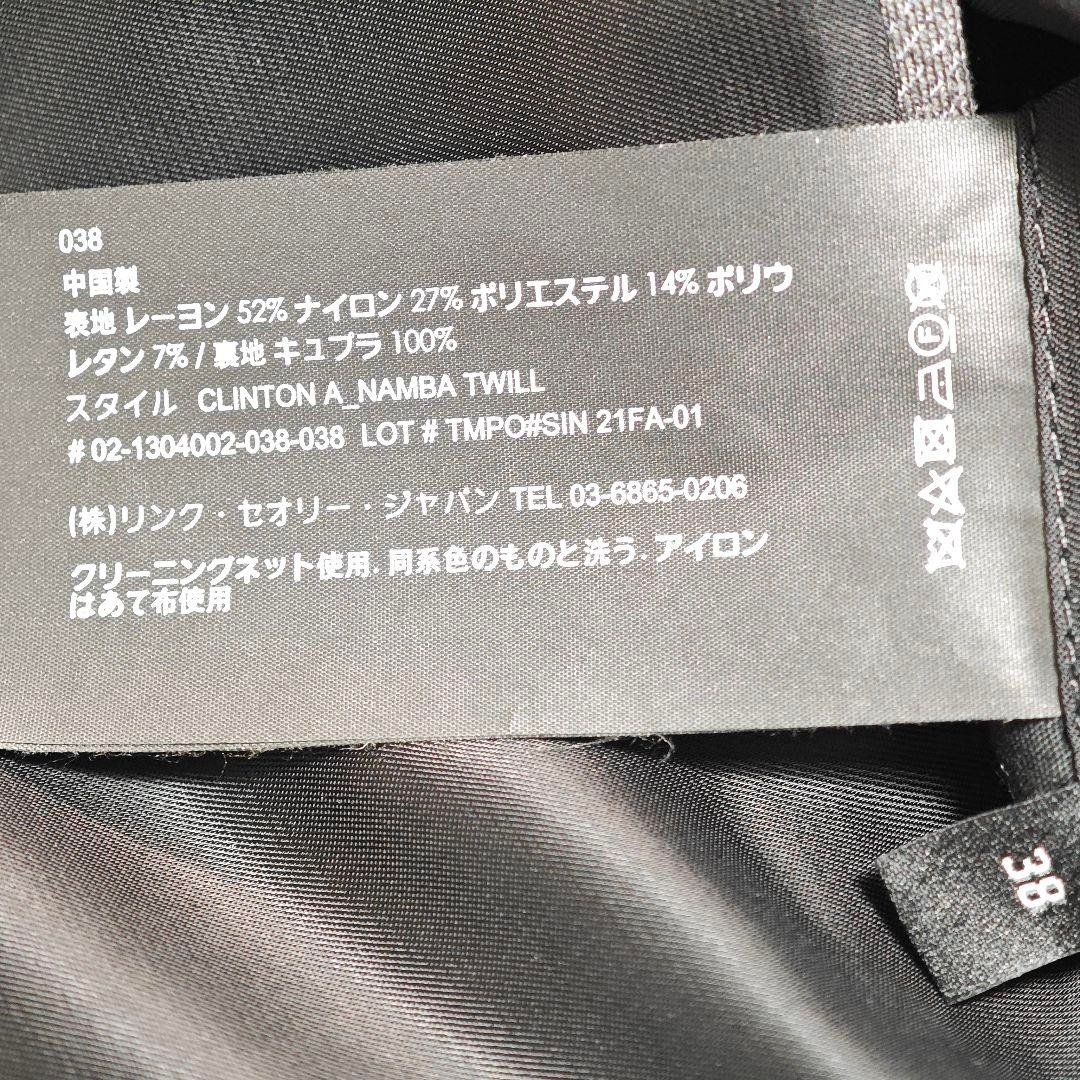 038
中国製
表地 レーヨン 52% ナイロン 27% ポリエステル 14% ポリウ
レタン 7% / 裏地 キュプラ 100%
スタイル CLINTON A_NAMBA TWILL
# 02-1304002-038-038 LOT # TMPO#SIN 21FA-01
(株)リンク・セオリー・ジャパン TEL 03-6865-0206
クリーニングネット使用. 同系色のものと洗う. アイロン
はあて布使用
F
38